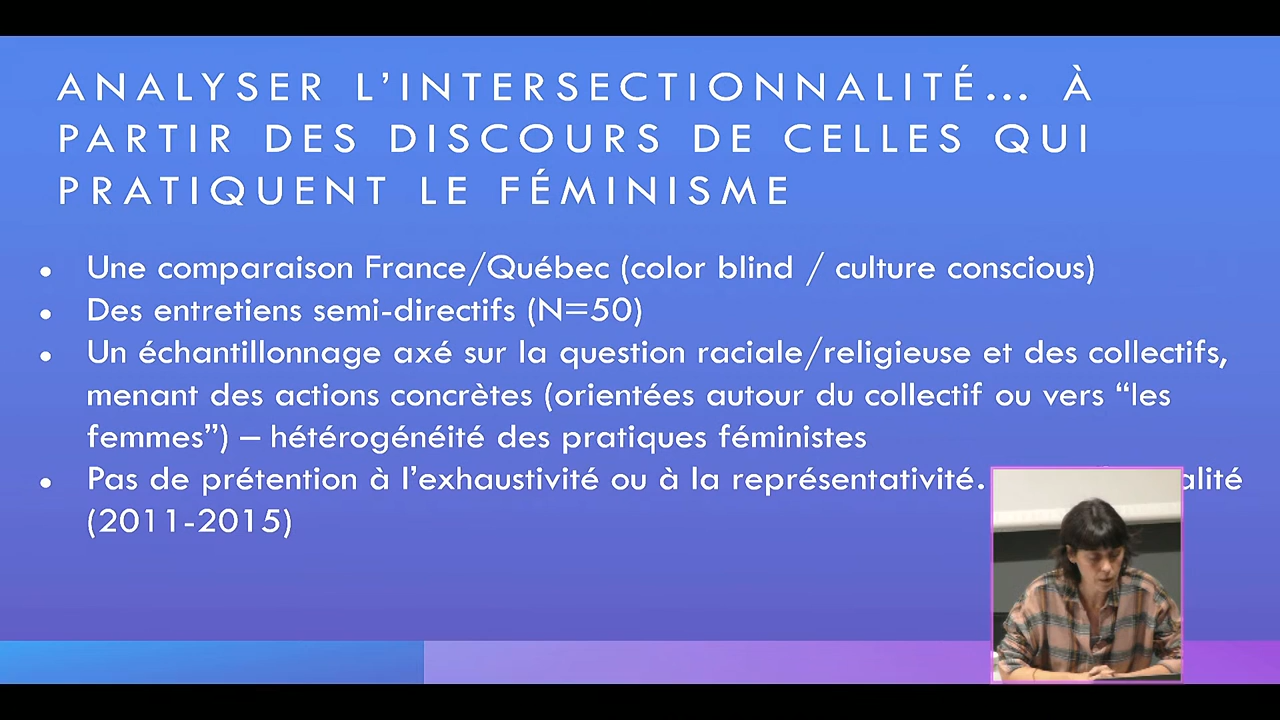 ANALYSER L’INTERSECTIONNALITÉ... À
PARTIR DES DISCOURS DE CELLES QUI
PRATIQUENT LE FÉMINISME
• Une comparaison France/Québec (color blind / culture conscious)
• Des entretiens semi-directifs (N=50)
• Un échantillonnage axé sur la question raciale/religieuse et des collectifs,
menant des actions concrètes (orientées autour du collectif ou vers “les
femmes”) – hétérogénéité des pratiques féministes
• Pas de prétention à l’exhaustivité ou à la représentativité.
(2011-2015)